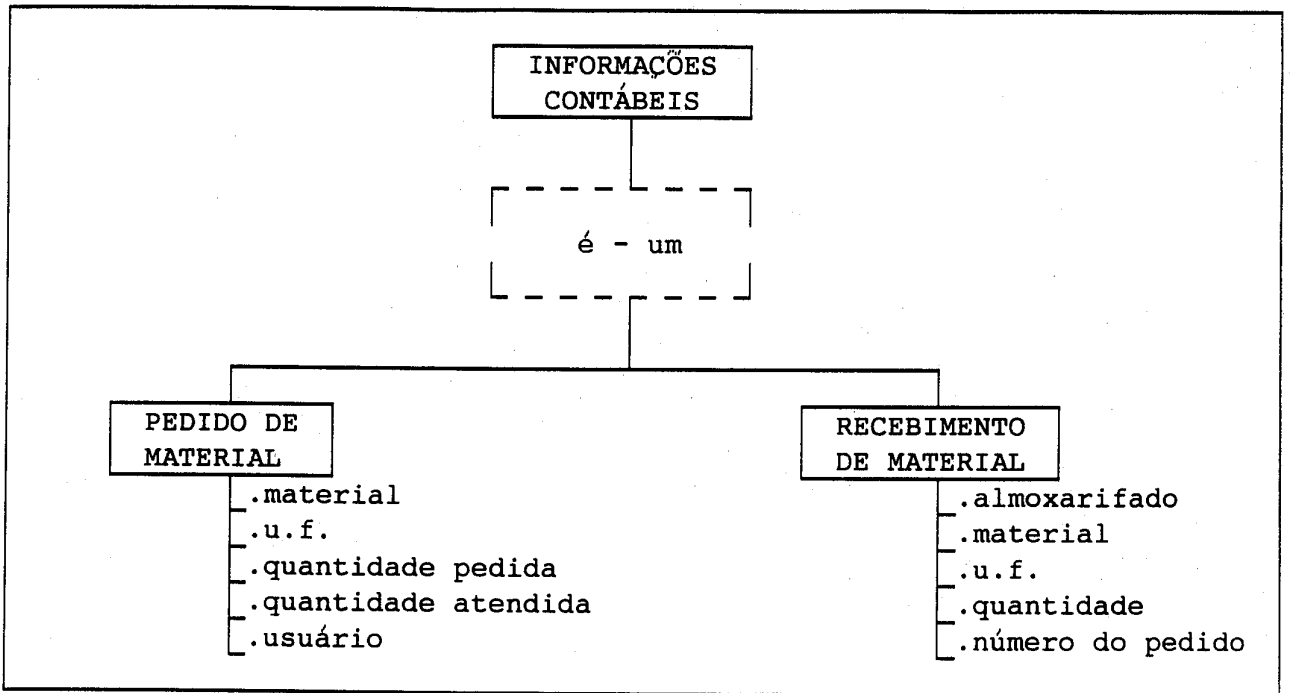 INFORMAÇÕES
CONTÁBEIS
é - um
PEDIDO DE
MATERIAL
.material
.u.f.
.quantidade pedida
.quantidade atendida
.usuário
RECEBIMENTO
DE MATERIAL
.almoxarifado
.material
.u.f.
.quantidade
.número do pedido